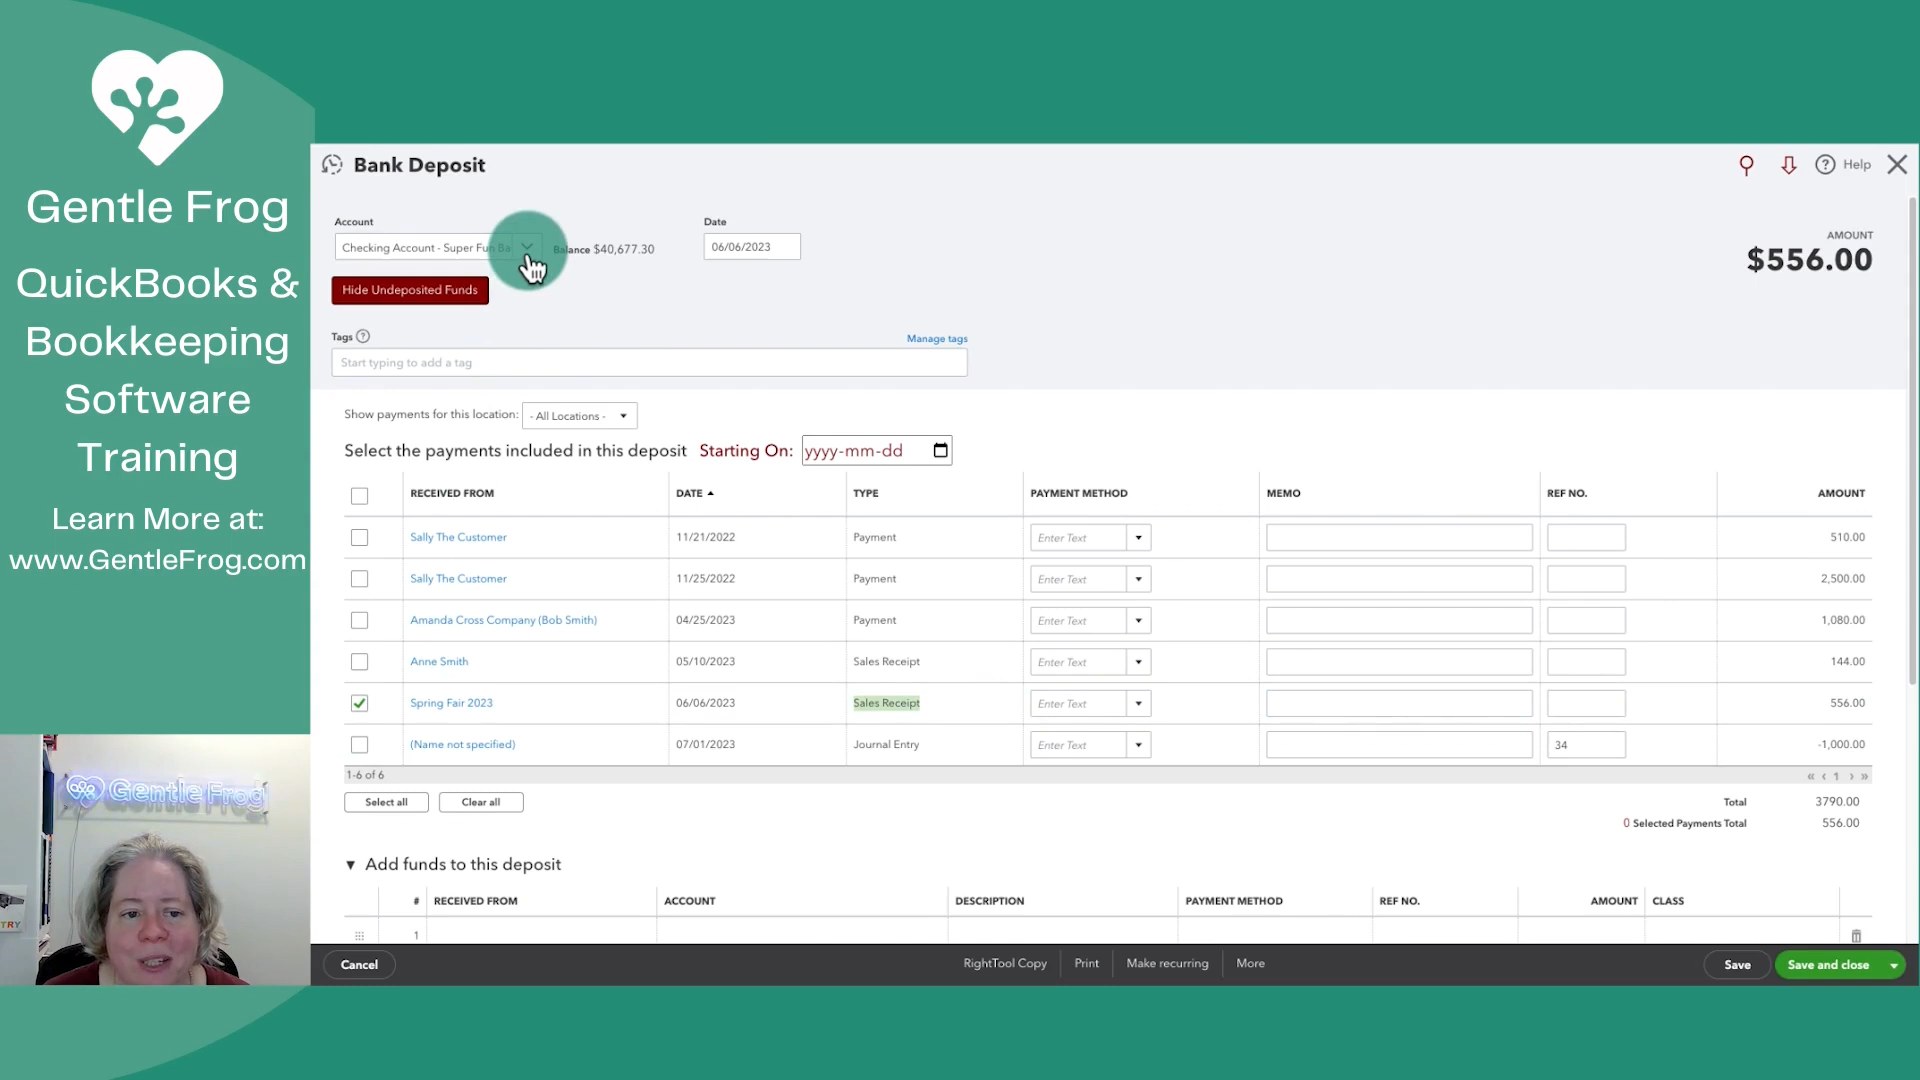 Gentle Frog
QuickBooks &
Bookkeeping
Software
Training
Learn More at:
www.GentleFrog.com
Gentle Frog
TRY
Bank Deposit
Help
Account
Date
Checking Account - Super Fun Ba
Balance $40,677.30
06/06/2023
AMOUNT
$556.00
Hide Undeposited Funds
Tags ?
Manage tags
Start typing to add a tag
Show payments for this location: - All Locations -
Select the payments included in this deposit Starting On: yyyy-mm-dd
RECEIVED FROM DATE TYPE PAYMENT METHOD MEMO REF NO. AMOUNT
Sally The Customer 11/21/2022 Payment Enter Text 510.00
Sally The Customer 11/25/2022 Payment Enter Text 2,500.00
Amanda Cross Company (Bob Smith) 04/25/2023 Payment Enter Text 1,080.00
Anne Smith 05/10/2023 Sales Receipt Enter Text 144.00
Spring Fair 2023 06/06/2023 Sales Receipt Enter Text 556.00
(Name not specified) 07/01/2023 Journal Entry Enter Text 34 -1,000.00
1-6 of 6 « ‹ 1 › »
Select all Clear all
Total 3790.00
0 Selected Payments Total 556.00
Add funds to this deposit
# RECEIVED FROM ACCOUNT DESCRIPTION PAYMENT METHOD REF NO. AMOUNT CLASS
1
Cancel RightTool Copy Print Make recurring More Save Save and close